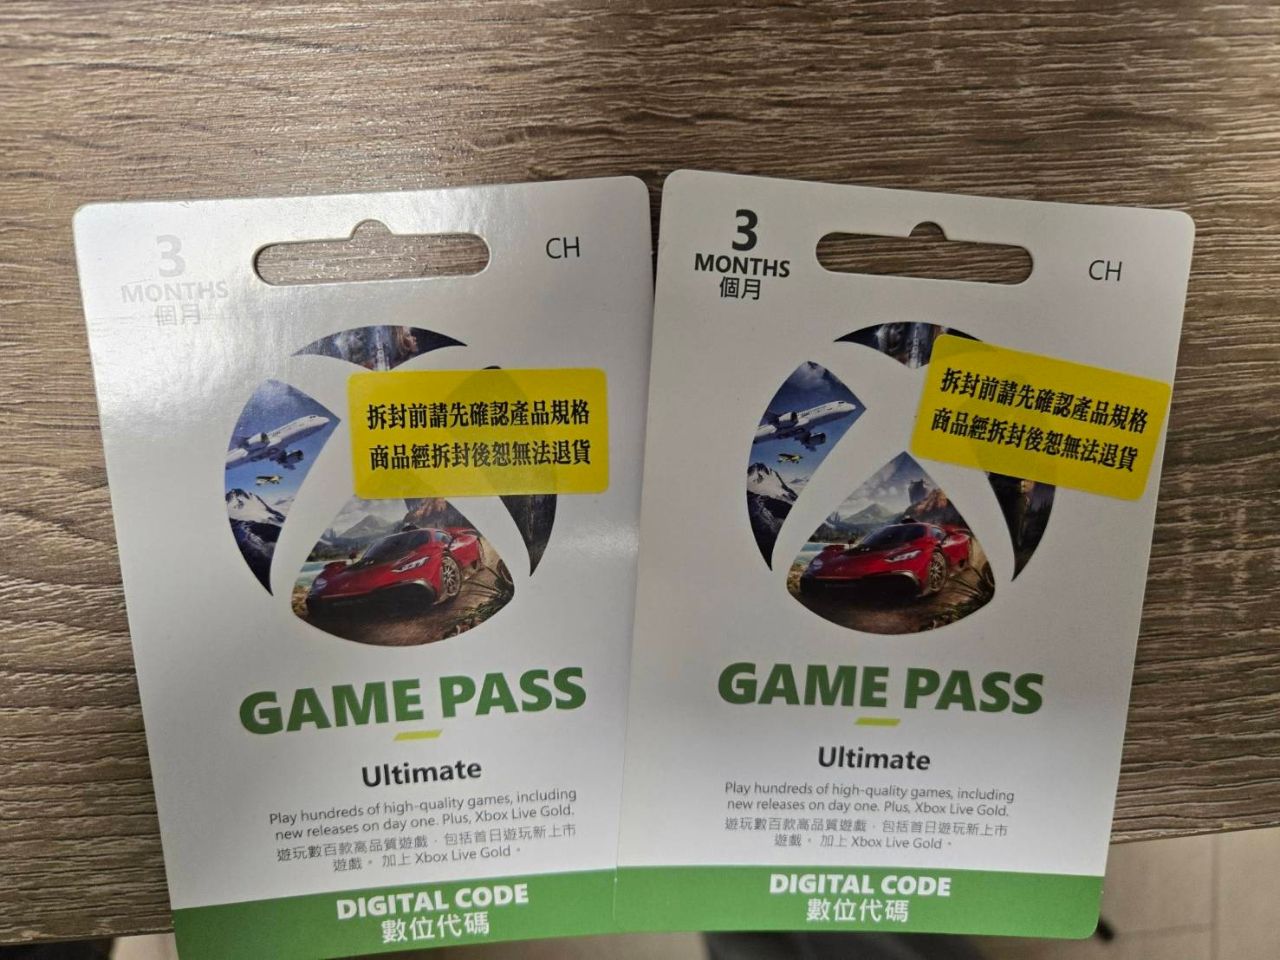 3
MONTHS
個月
CH
拆封前請先確認產品規格
商品經拆封後恕無法退貨
GAME PASS
Ultimate
Play hundreds of high-quality games, including
new releases on day one. Plus, Xbox Live Gold.
遊玩數百款高品質遊戲，包括首日遊玩新上市
遊戲。 加上 Xbox Live Gold。
DIGITAL CODE
數位代碼
3
MONTHS
個月
CH
拆封前請先確認產品規格
商品經拆封後恕無法退貨
GAME PASS
Ultimate
Play hundreds of high-quality games, including
new releases on day one. Plus, Xbox Live Gold.
遊玩數百款高品質遊戲，包括首日遊玩新上市
遊戲。 加上 Xbox Live Gold。
DIGITAL CODE
數位代碼